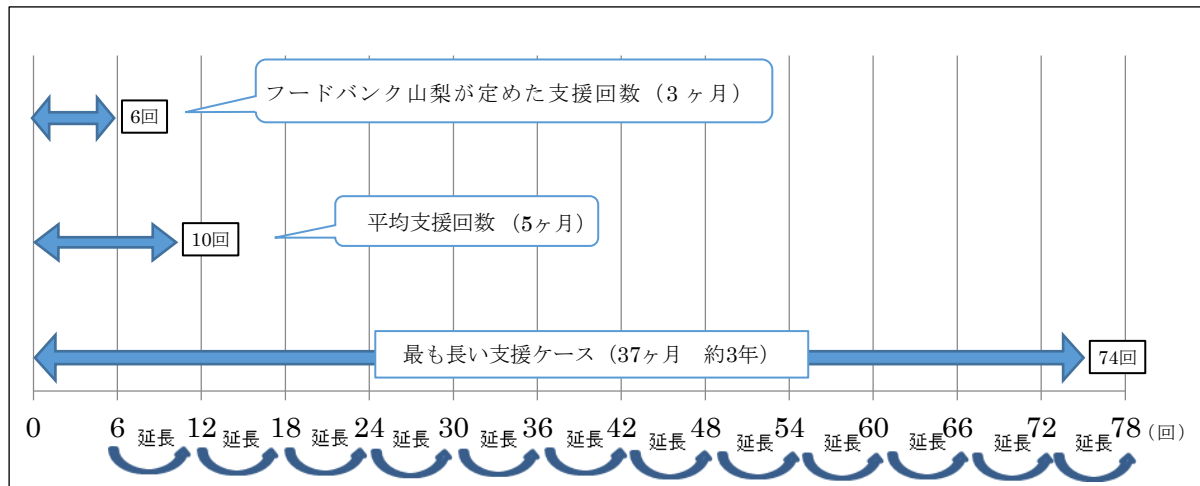 フードバンク山梨が定めた支援回数（3 ヶ月）
6回
平均支援回数（5ヶ月）
10回
最も長い支援ケース（37ヶ月　約3年）
74回
0 6 延長 12 延長 18 延長 24 延長 30 延長 36 延長 42 延長 48 延長 54 延長 60 延長 66 延長 72 延長 78（回）